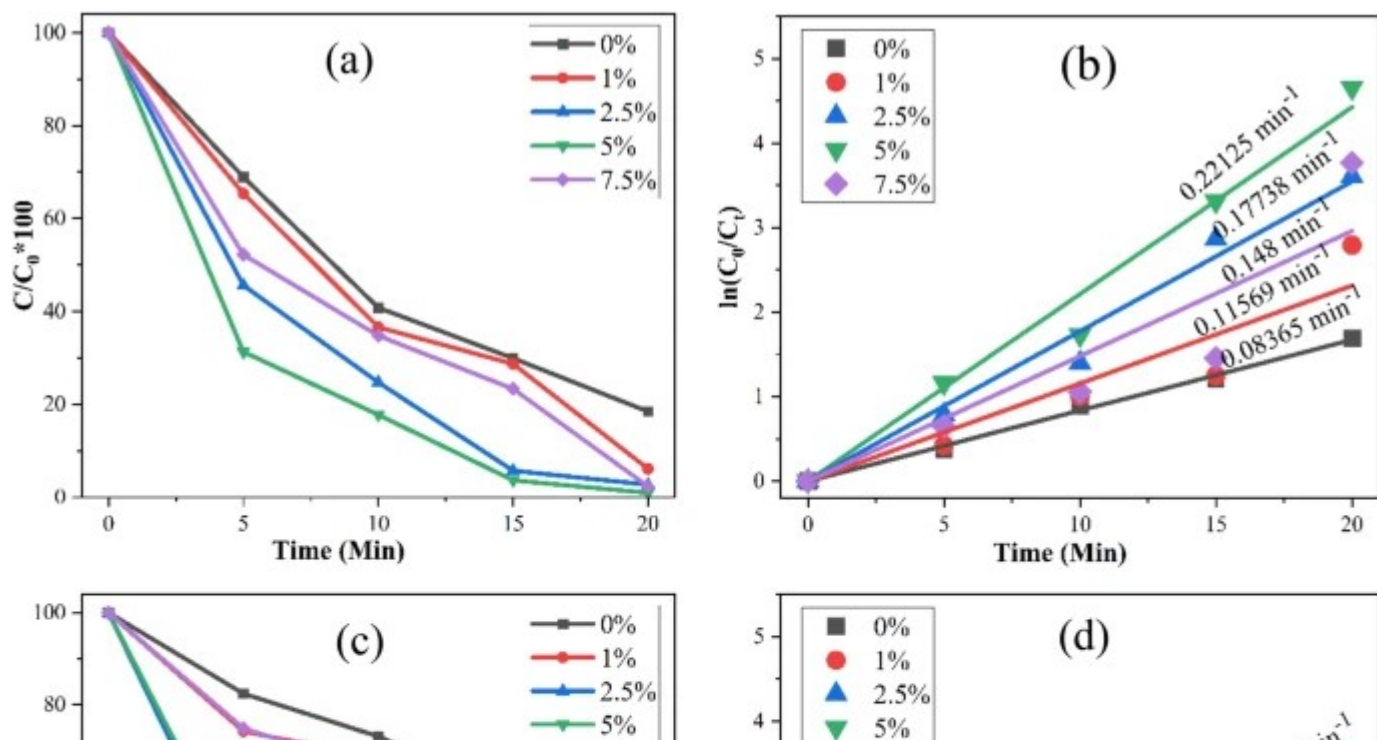 (a)
0%
1%
2.5%
5%
7.5%
100
80
60
40
20
0
C/C₀*100
0 5 10 15 20
Time (Min)
(b)
0%
1%
2.5%
5%
7.5%
5
4
3
2
1
0
ln(C₀/Cₜ)
0.22125 min⁻¹
0.17738 min⁻¹
0.148 min⁻¹
0.11569 min⁻¹
0.08365 min⁻¹
0 5 10 15 20
Time (Min)
(c)
0%
1%
2.5%
5%
100
80
(d)
0%
1%
2.5%
5%
5
4